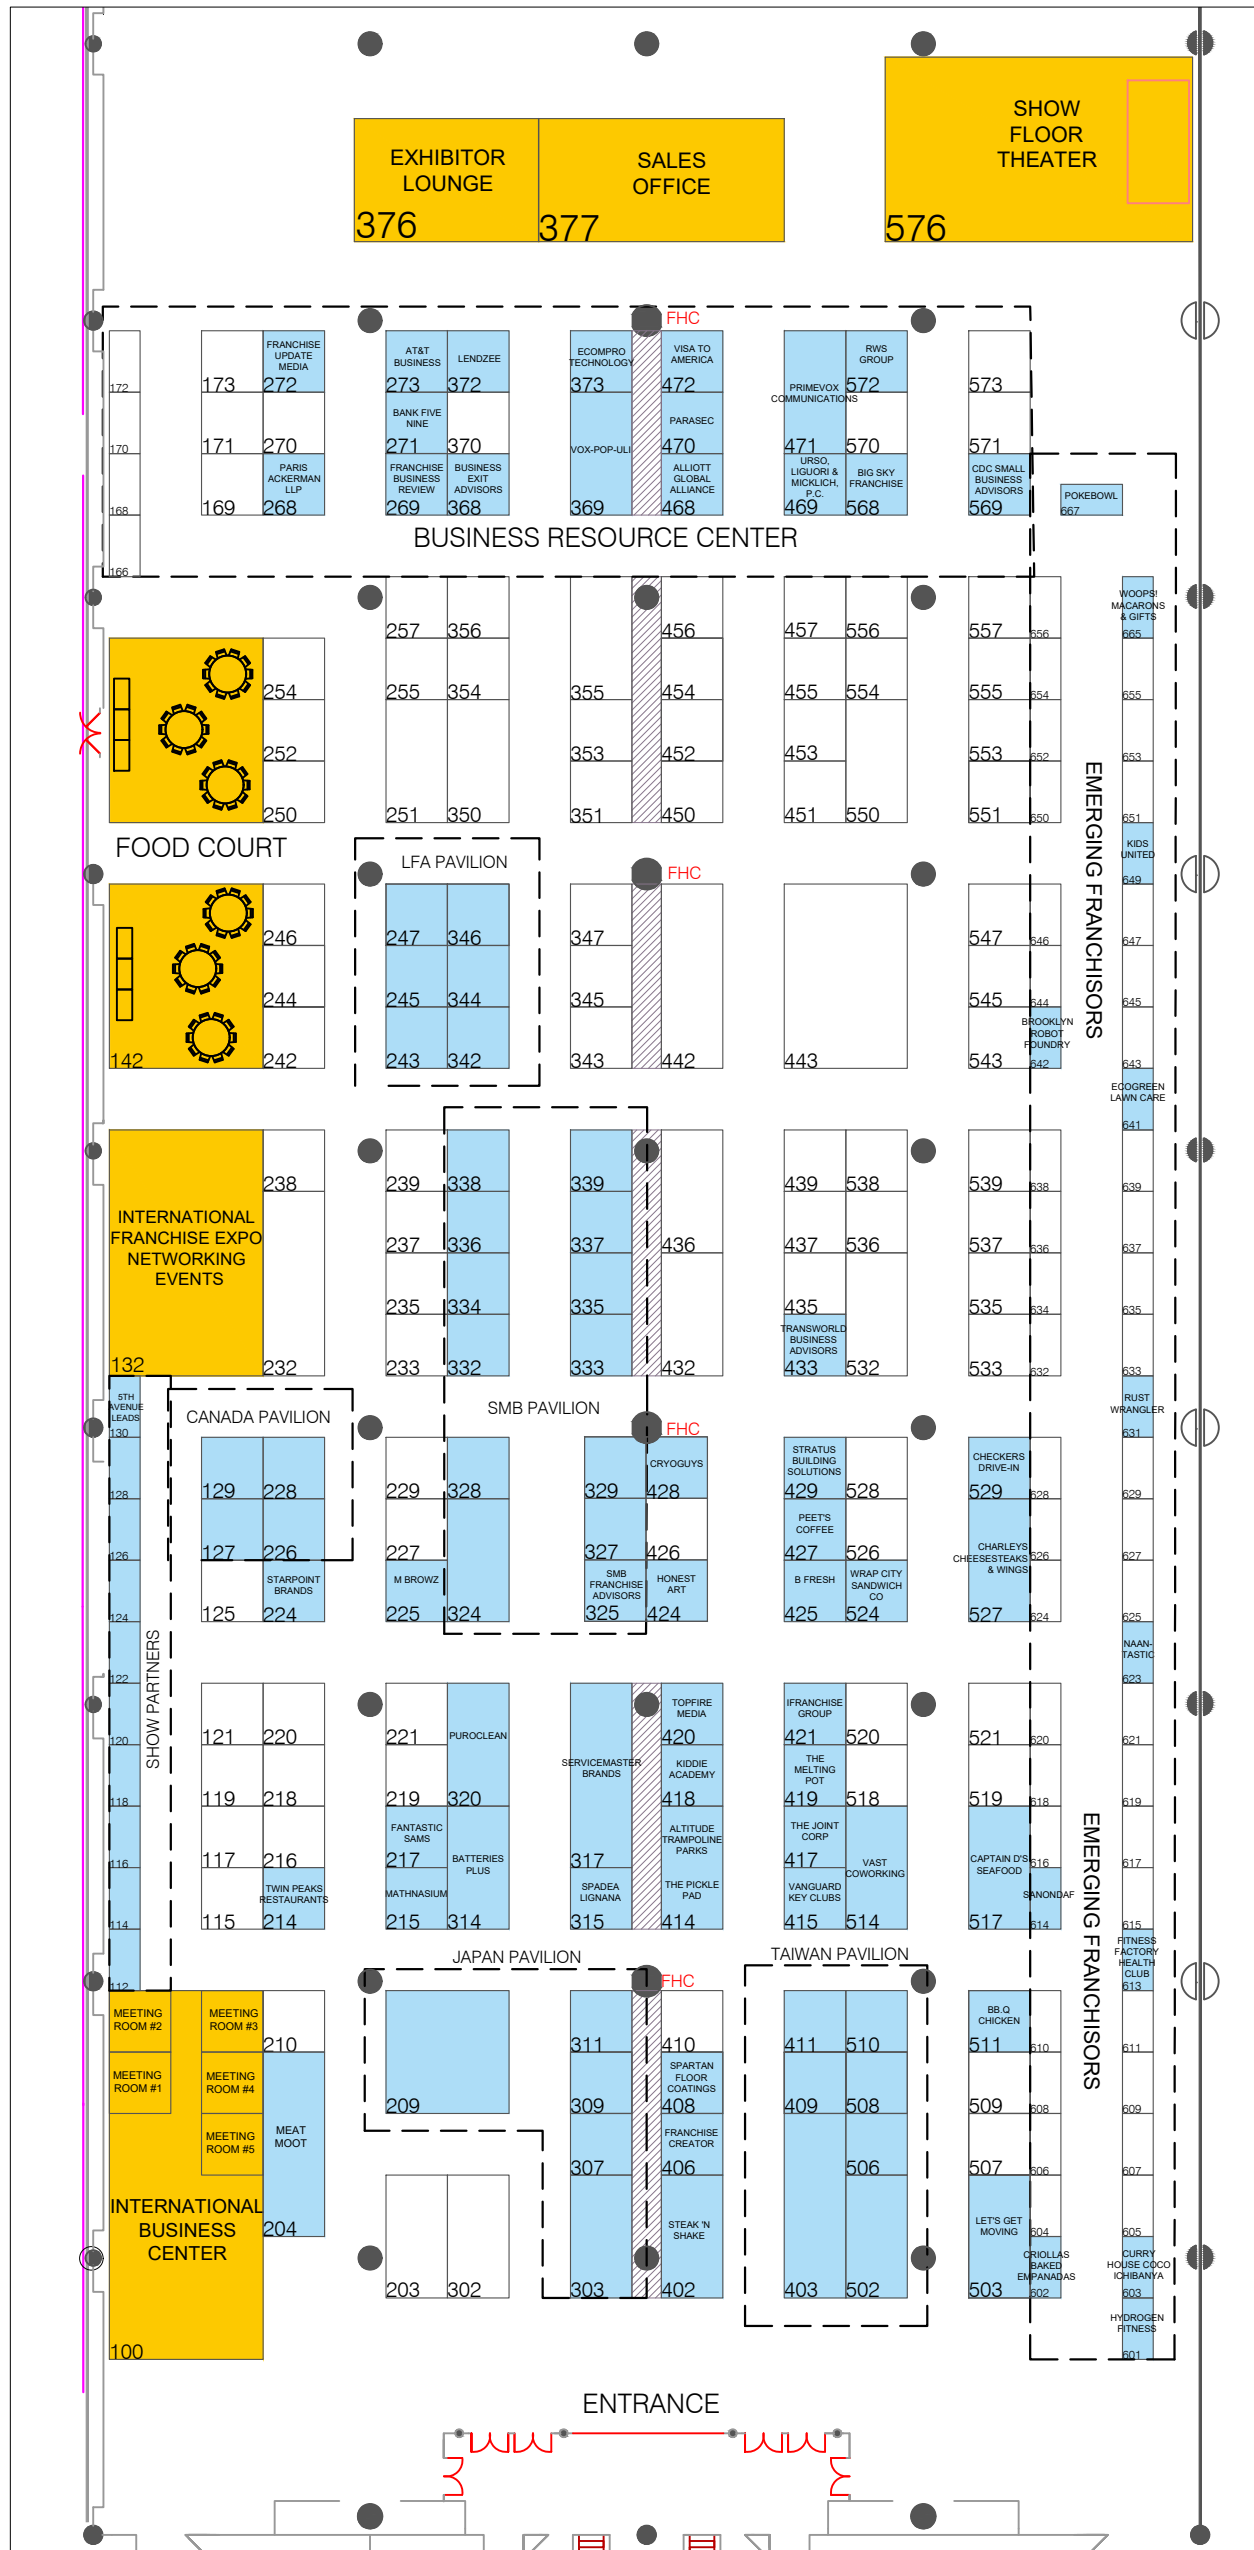 SHOW
FLOOR
THEATER
576
EXHIBITOR
LOUNGE
376
SALES
OFFICE
377
FHC
172
170
168
166
173
FRANCHISE
UPDATE
MEDIA
272
171
270
169
PARIS
ACKERMAN
LLP
268
AT&T
BUSINESS
273
LENDZEE
372
BANK FIVE
NINE
271
370
FRANCHISE
BUSINESS
REVIEW
269
BUSINESS
EXIT
ADVISORS
368
ECOMPRO
TECHNOLOGY
373
VISA TO
AMERICA
472
VOX-POP-ULI
369
PARASEC
470
ALLIOTT
GLOBAL
ALLIANCE
468
PRIMEVOX
COMMUNICATIONS
471
RWS
GROUP
572
570
URSO,
LIGUORI &
MICKLICH,
P.C.
469
BIG SKY
FRANCHISE
568
573
571
CDC SMALL
BUSINESS
ADVISORS
569
POKEBOWL
667
BUSINESS RESOURCE CENTER
254
252
250
257
356
255
354
251
350
355
353
351
456
454
452
450
457
556
455
554
453
451
550
557
656
555
654
553
652
551
650
WOOPS!
MACARONS
& GIFTS
665
655
653
651
EMERGING FRANCHISORS
FOOD COURT
LFA PAVILION
FHC
KIDS
UNITED
649
142
246
244
242
247
346
245
344
243
342
347
345
343
442
443
547
646
545
644
543
BROOKLYN
ROBOT
FOUNDRY
642
647
645
643
ECOGREEN
LAWN CARE
641
INTERNATIONAL
FRANCHISE EXPO
NETWORKING
EVENTS
132
238
232
239
338
237
336
235
334
233
332
339
337
335
333
436
432
439
538
437
536
435
TRANSWORLD
BUSINESS
ADVISORS
433
532
539
638
537
636
535
634
533
632
639
637
635
633
5TH
AVENUE
LEADS
130
CANADA PAVILION
SMB PAVILION
FHC
RUST
WRANGLER
631
128
126
124
122
120
118
116
114
112
SHOW PARTNERS
129
228
127
226
125
STARPOINT
BRANDS
224
229
328
227
M BROWZ
225
324
329
CRYOGUYS
428
327
426
SMB
FRANCHISE
ADVISORS
325
HONEST
ART
424
STRATUS
BUILDING
SOLUTIONS
429
528
PEET'S
COFFEE
427
526
B FRESH
425
WRAP CITY
SANDWICH
CO
524
CHECKERS
DRIVE-IN
529
628
CHARLEYS
CHEESESTEAKS
& WINGS
527
626
624
629
627
625
NAAN-
TASTIC
623
121
220
119
218
117
216
115
TWIN PEAKS
RESTAURANTS
214
221
PUROCLEAN
219
320
FANTASTIC
SAMS
217
BATTERIES
PLUS
MATHNASIUM
215
314
SERVICEMASTER
BRANDS
317
SPADEA
LIGNANA
315
TOPFIRE
MEDIA
420
KIDDIE
ACADEMY
418
ALTITUDE
TRAMPOLINE
PARKS
THE PICKLE
PAD
414
IFRANCHISE
GROUP
421
520
THE
MELTING
POT
419
518
THE JOINT
CORP
417
VAST
COWORKING
VANGUARD
KEY CLUBS
415
514
521
620
519
618
CAPTAIN D'S
SEAFOOD
517
616
SANONDAF
614
621
619
617
615
EMERGING FRANCHISORS
JAPAN PAVILION
TAIWAN PAVILION
FHC
FITNESS
FACTORY
HEALTH
CLUB
613
MEETING
ROOM #2
MEETING
ROOM #3
MEETING
ROOM #1
MEETING
ROOM #4
MEETING
ROOM #5
INTERNATIONAL
BUSINESS
CENTER
100
210
MEAT
MOOT
204
209
203
302
311
309
307
303
410
SPARTAN
FLOOR
COATINGS
408
FRANCHISE
CREATOR
406
STEAK 'N
SHAKE
402
411
510
409
508
506
403
502
BB.Q
CHICKEN
511
610
509
608
507
606
LET'S GET
MOVING
503
604
CRIOLLAS
BAKED
EMPANADAS
602
611
609
607
605
CURRY
HOUSE COCO
ICHIBANYA
603
HYDROGEN
FITNESS
601
ENTRANCE